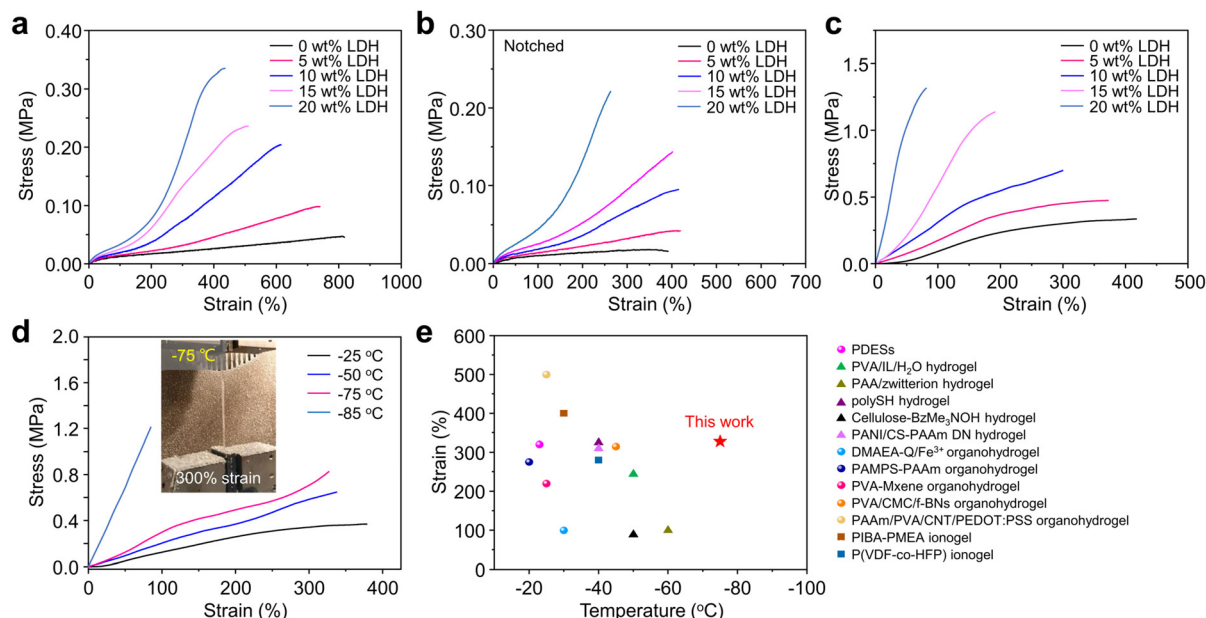 a
0.40
0.30
0.20
0.10
0.00
0
200
400
600
800
1000
Stress (MPa)
Strain (%)
0 wt% LDH
5 wt% LDH
10 wt% LDH
15 wt% LDH
20 wt% LDH
b
Notched
0.30
0.20
0.10
0.00
0
100
200
300
400
500
600
700
Stress (MPa)
Strain (%)
0 wt% LDH
5 wt% LDH
10 wt% LDH
15 wt% LDH
20 wt% LDH
c
1.5
1.0
0.5
0.0
0
100
200
300
400
500
Stress (MPa)
Strain (%)
0 wt% LDH
5 wt% LDH
10 wt% LDH
15 wt% LDH
20 wt% LDH
d
2.0
1.6
1.2
0.8
0.4
0.0
0
100
200
300
400
Stress (MPa)
Strain (%)
-75 ℃
300% strain
-25 °C
-50 °C
-75 °C
-85 °C
e
600
500
400
300
200
100
0
-20
-40
-60
-80
-100
Strain (%)
Temperature (°C)
This work
PDESs
PVA/IL/H₂O hydrogel
PAA/zwitterion hydrogel
polySH hydrogel
Cellulose-BzMe₃NOH hydrogel
PANI/CS-PAAm DN hydrogel
DMAEA-Q/Fe³⁺ organohydrogel
PAMPS-PAAm organohydrogel
PVA-Mxene organohydrogel
PVA/CMC/f-BNs organohydrogel
PAAm/PVA/CNT/PEDOT:PSS organohydrogel
PIBA-PMEA ionogel
P(VDF-co-HFP) ionogel